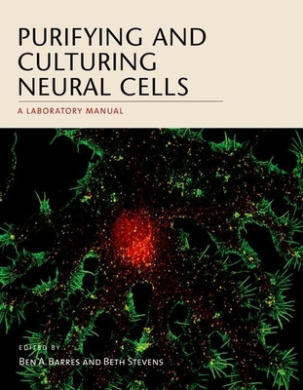 PURIFYING AND
CULTURING
NEURAL CELLS
A LABORATORY MANUAL
EDITED BY
BEN A. BARRES AND BETH STEVENS